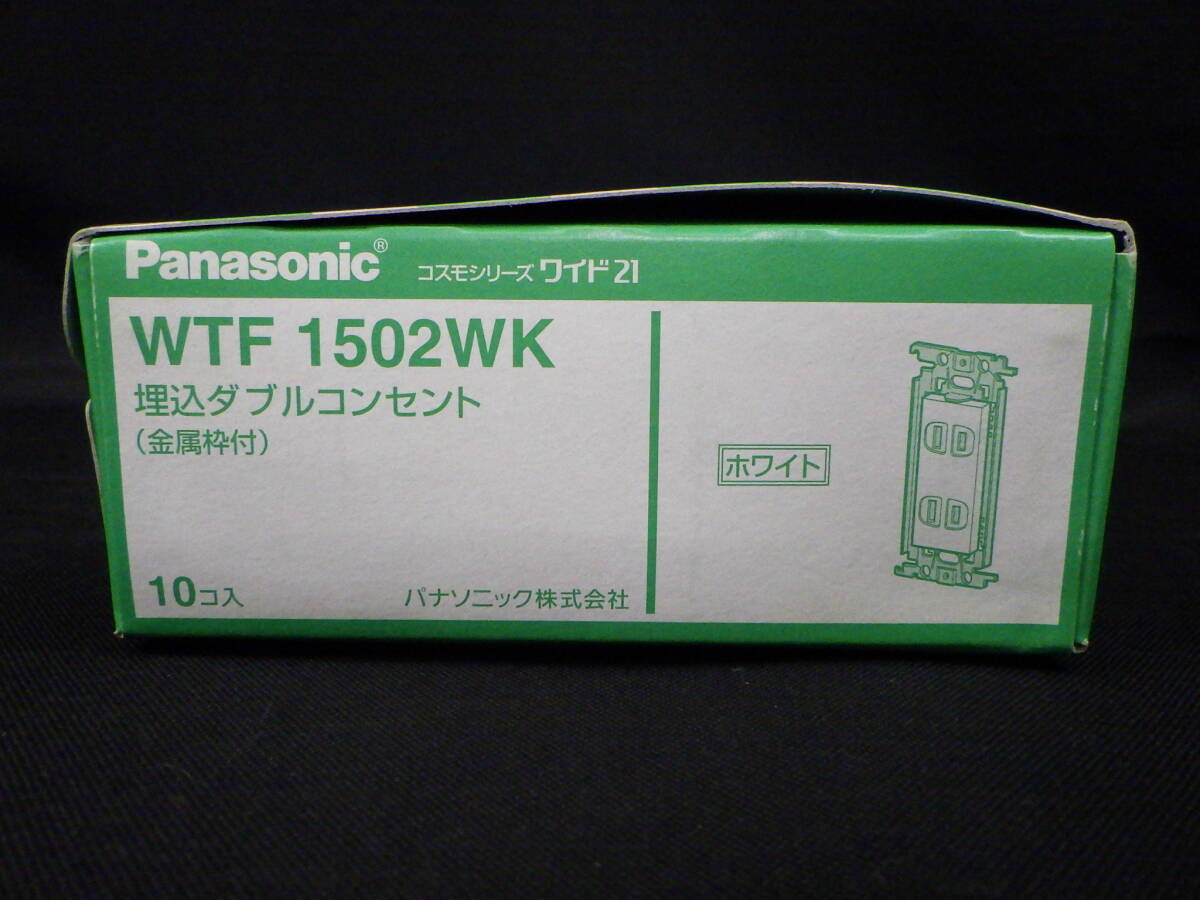 Panasonic® コスモシリーズ ワイド21
WTF 1502WK
埋込ダブルコンセント
(金属枠付)
ホワイト
10コ入 パナソニック株式会社